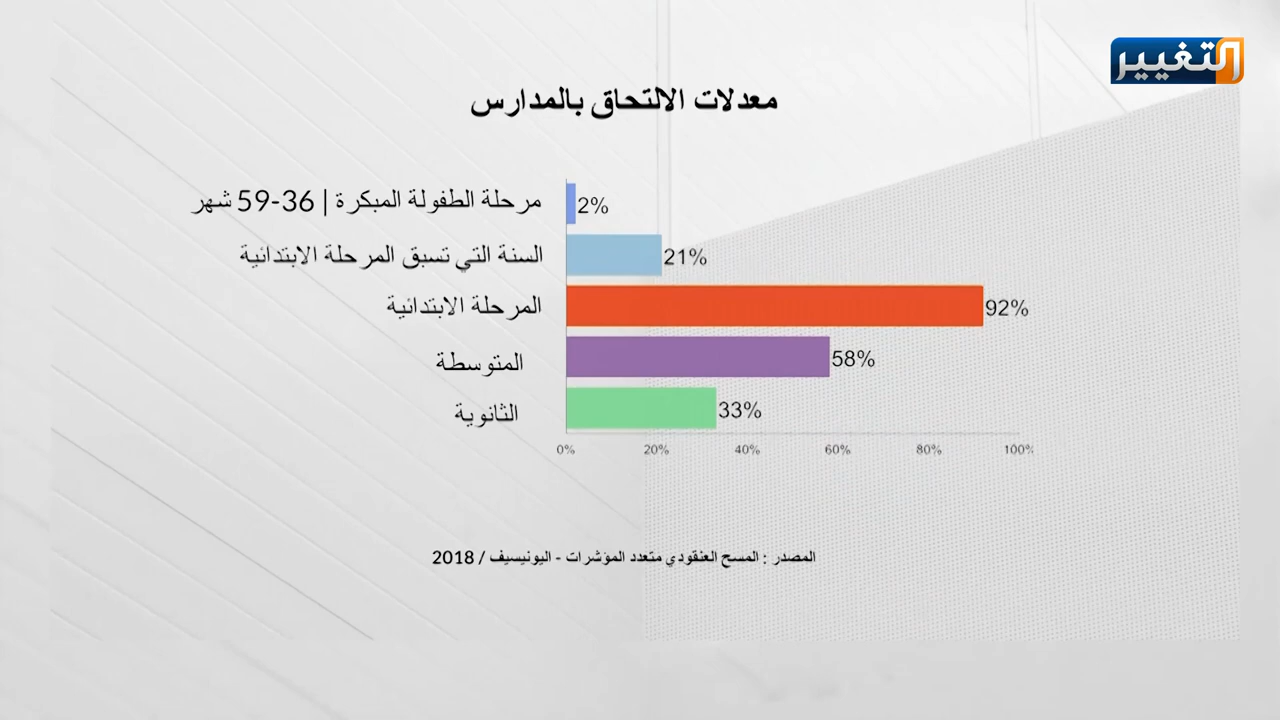 التغيير
معدلات الالتحاق بالمدارس
مرحلة الطفولة المبكرة | 36-59 شهر
2%
السنة التي تسبق المرحلة الابتدائية
21%
المرحلة الابتدائية
92%
المتوسطة
58%
الثانوية
33%
0% 20% 40% 60% 80% 100%
المصدر : المسح العنقودي متعدد المؤشرات - اليونيسيف / 2018